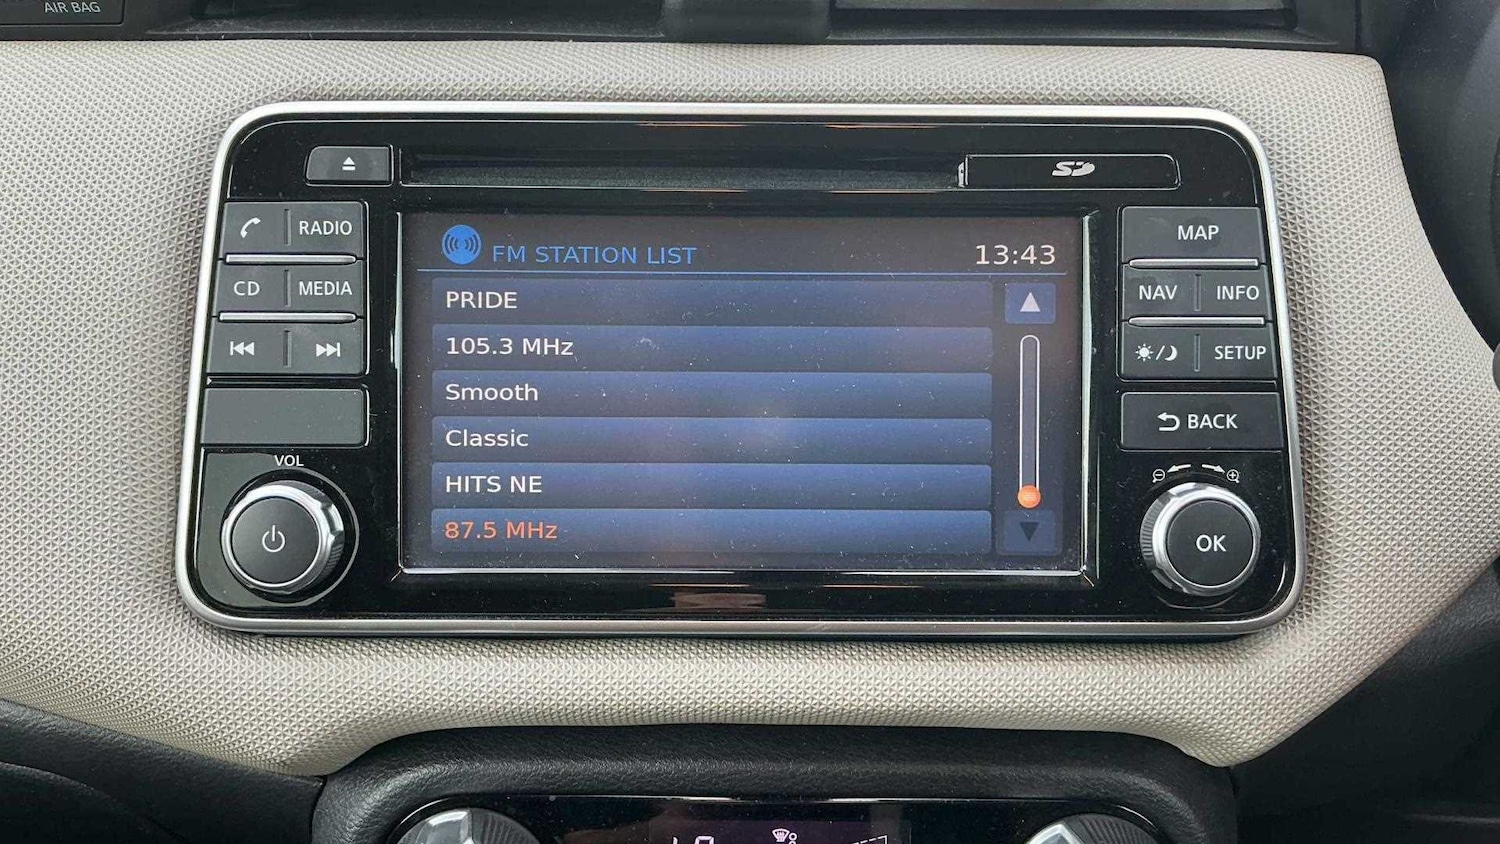 AIR BAG
SD
RADIO
CD MEDIA
VOL
FM STATION LIST 13:43
PRIDE
105.3 MHz
Smooth
Classic
HITS NE
87.5 MHz
MAP
NAV INFO
SETUP
BACK
OK